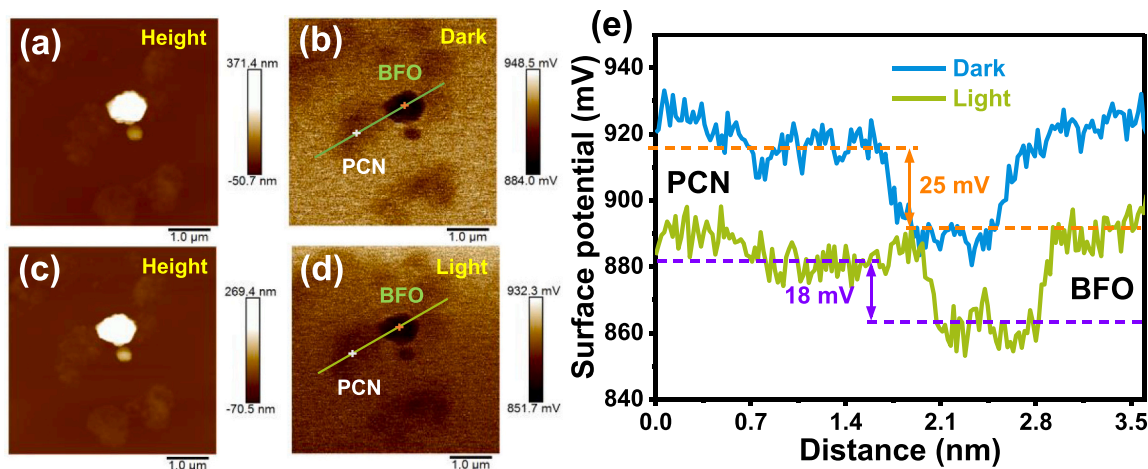 (a)
Height
371.4 nm
-50.7 nm
1.0 μm
(b)
Dark
BFO
PCN
948.5 mV
884.0 mV
1.0 μm
(c)
Height
269.4 nm
-70.5 nm
1.0 μm
(d)
Light
BFO
PCN
932.3 mV
851.7 mV
1.0 μm
(e)
Surface potential (mV)
940
920
900
880
860
840
Dark
Light
PCN
25 mV
18 mV
BFO
0.0 0.7 1.4 2.1 2.8 3.5
Distance (nm)